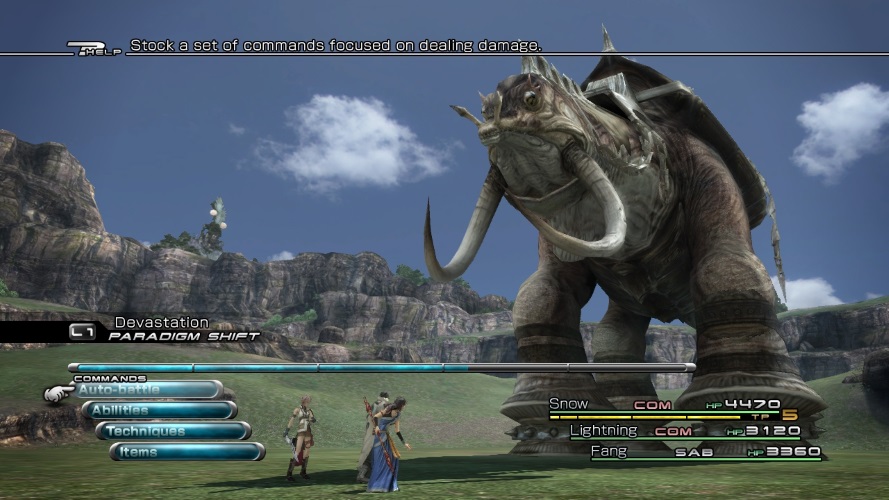 HELP Stock a set of commands focused on dealing damage.
L1 Devastation
PARADIGM SHIFT
COMMANDS
Auto-battle
Abilities
Techniques
Items
Snow COM HP 4470
TP 5
Lightning COM HP 3120
Fang SAB HP 3360